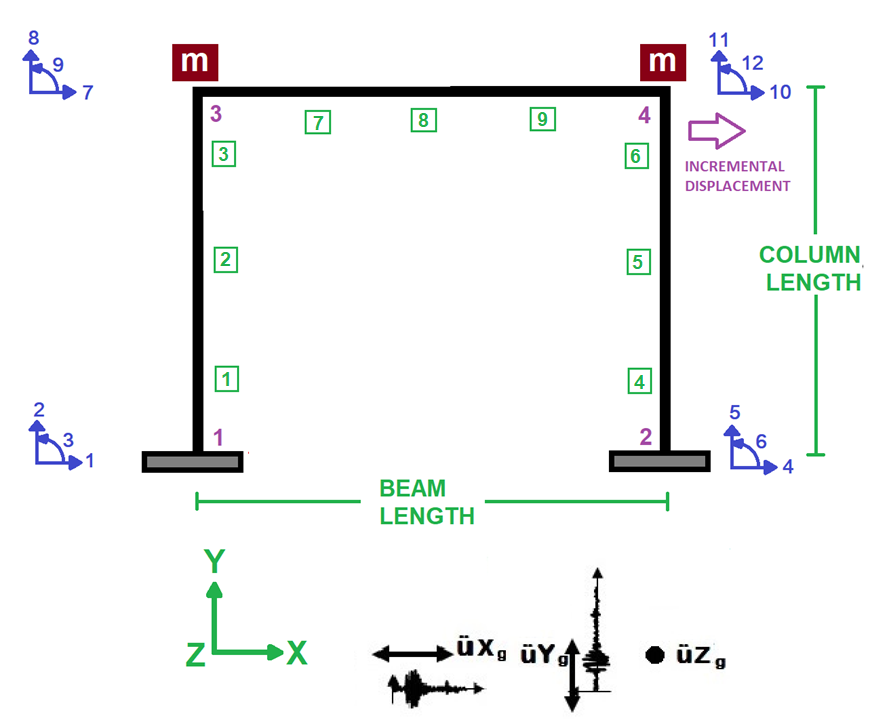 8
9
7
m
m
11
12
10
3
7
8
9
4
3
6
INCREMENTAL
DISPLACEMENT
2
5
COLUMN
LENGTH
1
4
2
3
1
1
2
5
6
4
BEAM
LENGTH
Y
Z
X
üxg
üYg
üZg